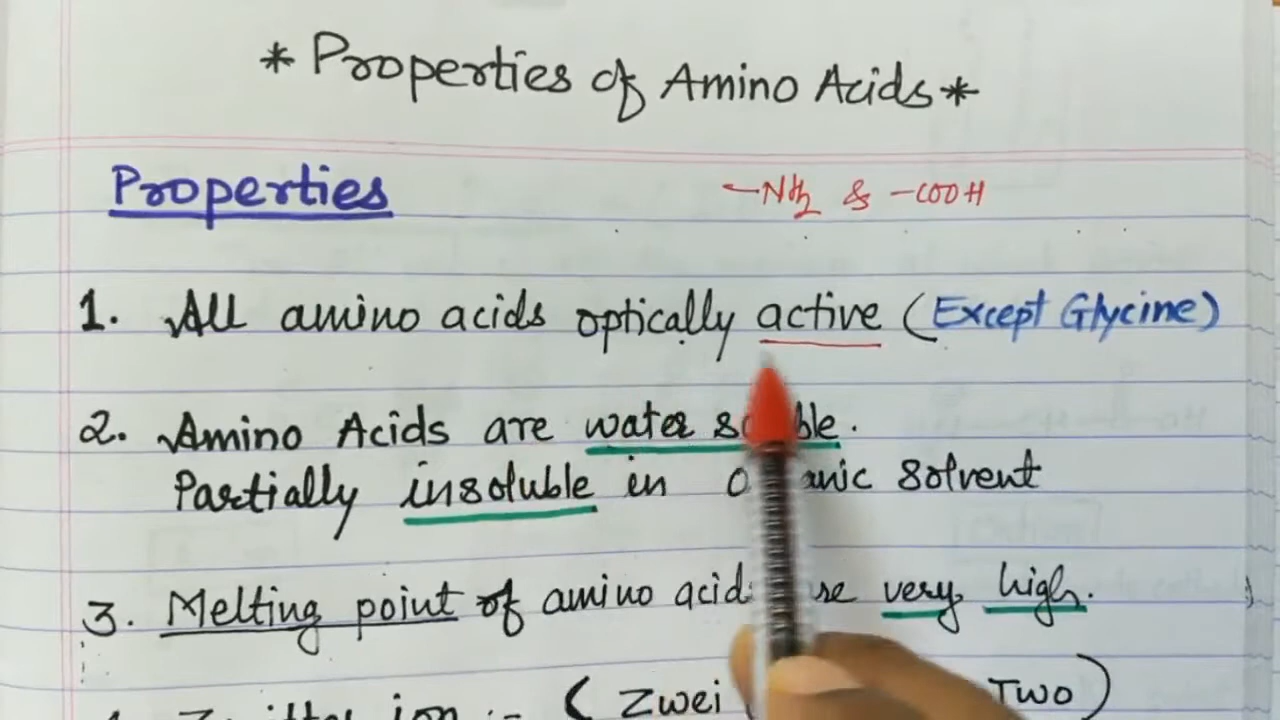 * Properties of Amino Acids *
Properties
-NH2 & -COOH
1. All amino acids optically active (Except Glycine)
2. Amino Acids are water.
Partially insoluble in solvent
3. Melting point of amino very high.
ion :- ( Zwei Two )